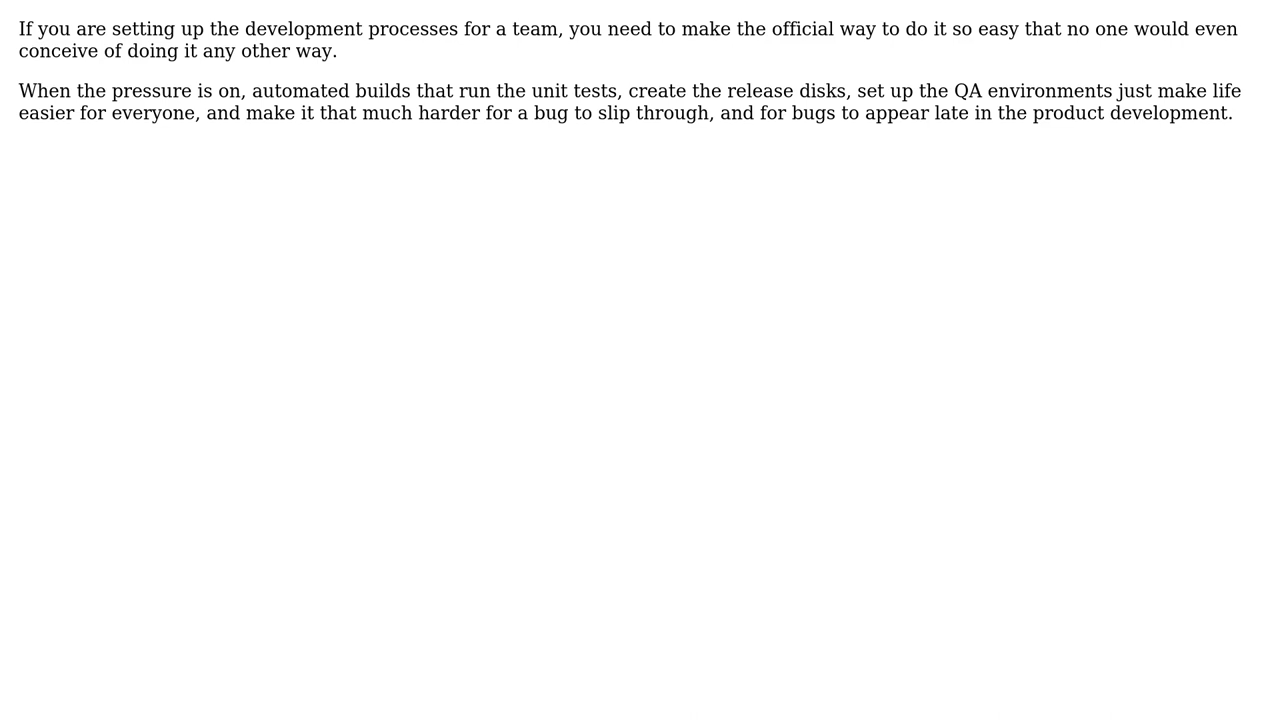 If you are setting up the development processes for a team, you need to make the official way to do it so easy that no one would even
conceive of doing it any other way.
When the pressure is on, automated builds that run the unit tests, create the release disks, set up the QA environments just make life
easier for everyone, and make it that much harder for a bug to slip through, and for bugs to appear late in the product development.